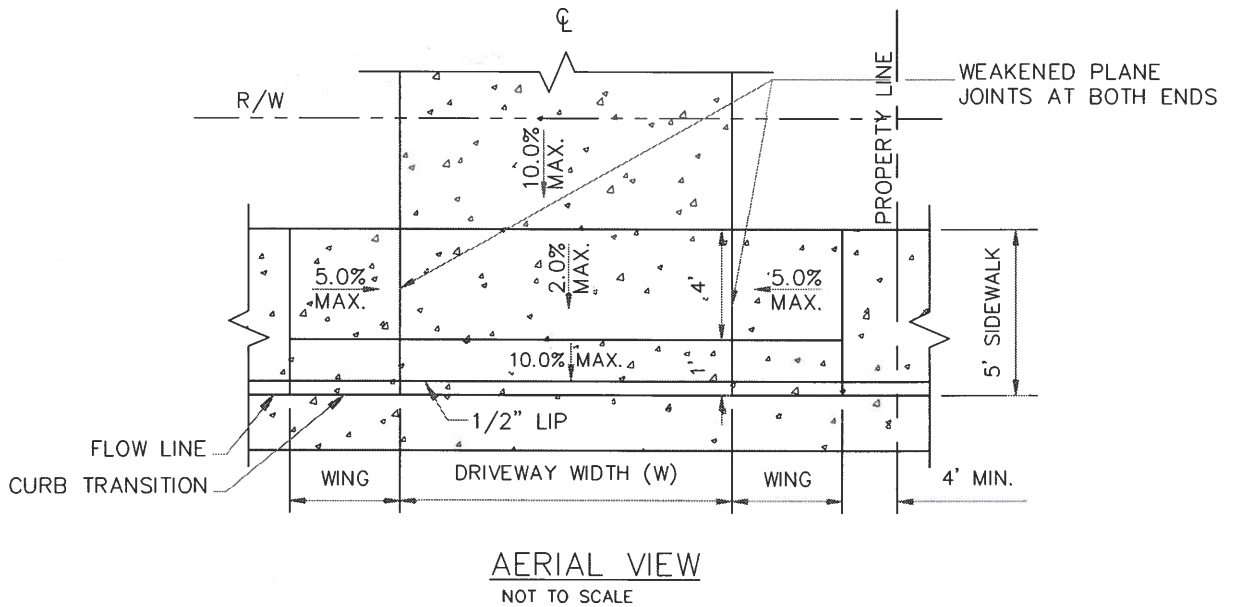 ℄
WEAKENED PLANE
JOINTS AT BOTH ENDS
R/W
PROPERTY LINE
10.0%
MAX.
5.0%
MAX.
2.0%
MAX.
4'
5.0%
MAX.
5' SIDEWALK
10.0% MAX.
1'
1/2" LIP
FLOW LINE
CURB TRANSITION
WING
DRIVEWAY WIDTH (W)
WING
4' MIN.
AERIAL VIEW
NOT TO SCALE